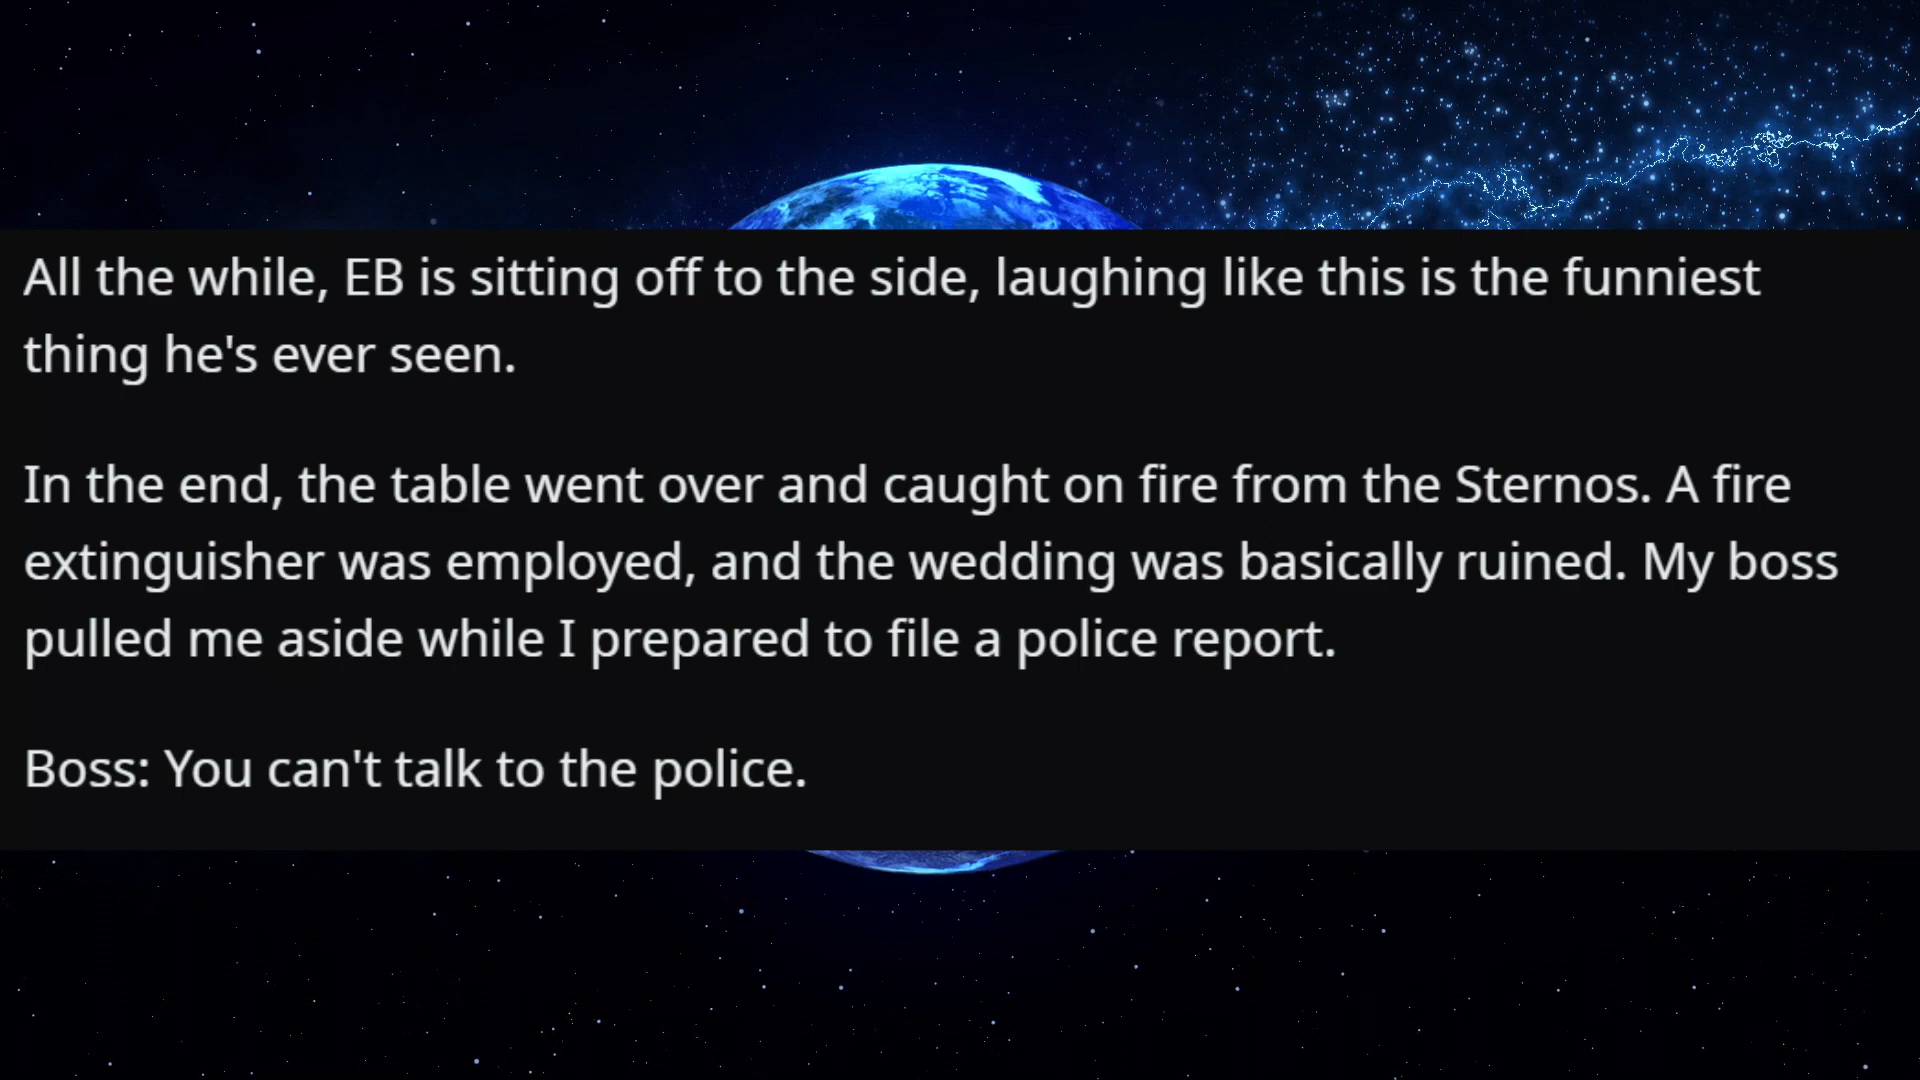 All the while, EB is sitting off to the side, laughing like this is the funniest
thing he's ever seen.
In the end, the table went over and caught on fire from the Sternos. A fire
extinguisher was employed, and the wedding was basically ruined. My boss
pulled me aside while I prepared to file a police report.
Boss: You can't talk to the police.